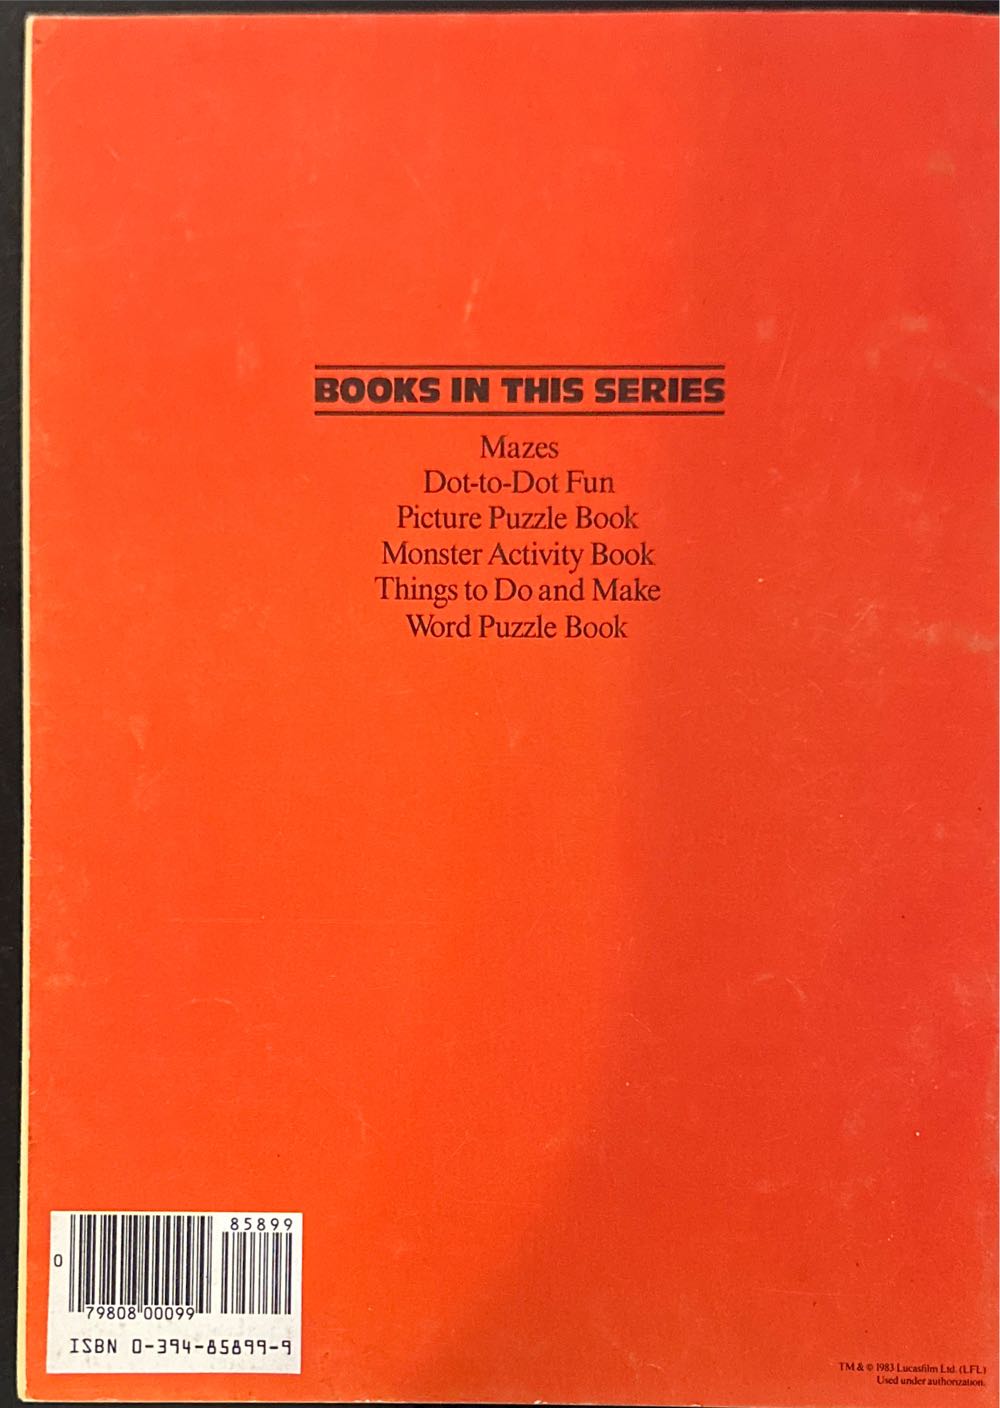 BOOKS IN THIS SERIES
Mazes
Dot-to-Dot Fun
Picture Puzzle Book
Monster Activity Book
Things to Do and Make
Word Puzzle Book
85899
0
79808 00099
ISBN 0-394-85899-9
TM & © 1983 Lucasfilm Ltd. (LFL)
Used under authorization.